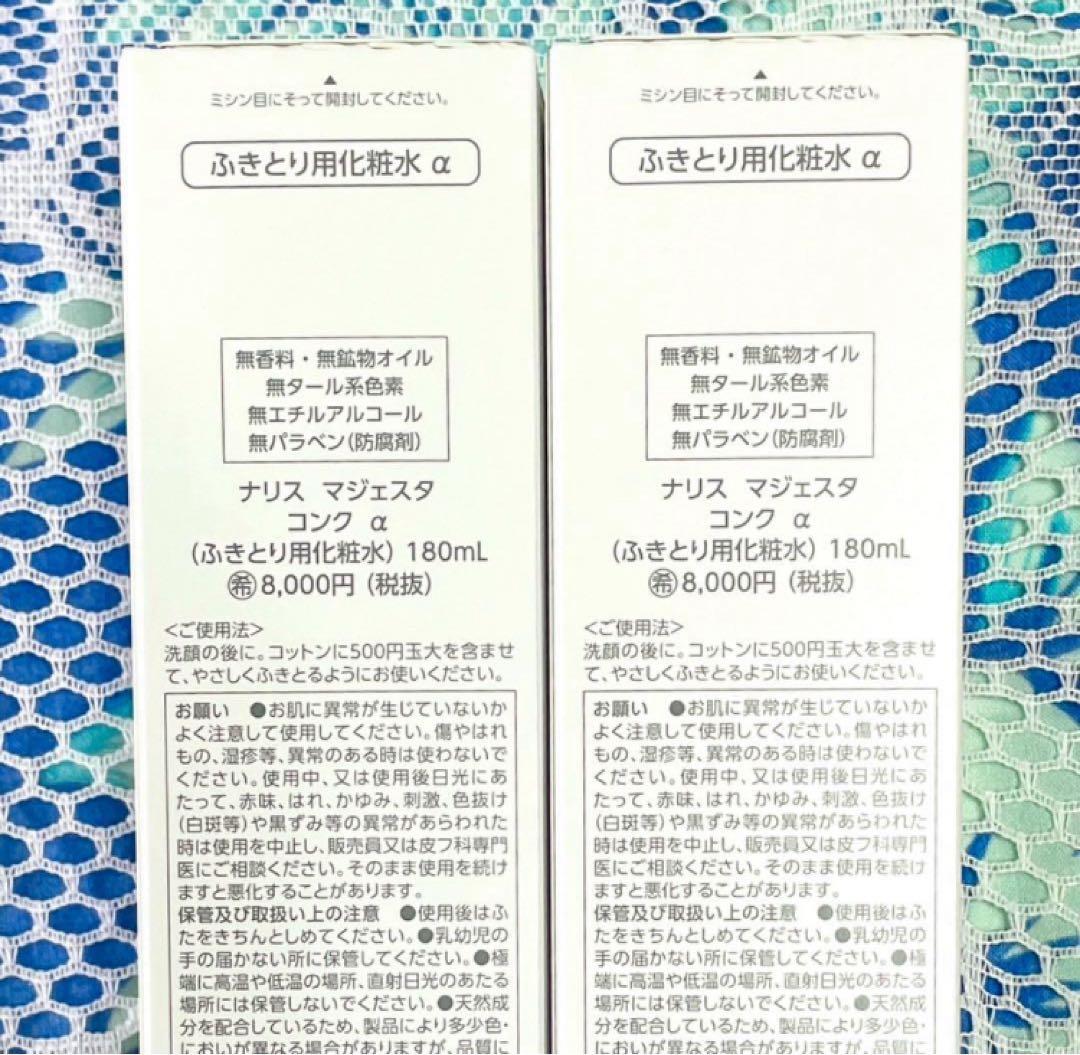 ▲
ミシン目にそって開封してください。
ふきとり用化粧水 α
無香料・無鉱物オイル
無タール系色素
無エチルアルコール
無パラベン(防腐剤)
ナリス マジェスタ
コンク α
(ふきとり用化粧水) 180mL
㊒8,000円 (税抜)
<ご使用法>
洗顔の後に。コットンに500円玉大を含ませ
て、やさしくふきとるようにお使いください。
お願い ●お肌に異常が生じていないか
よく注意して使用してください。傷やはれ
もの、湿疹等、異常のある時は使わないで
ください。使用中、又は使用後日光にあ
たって、赤味、はれ、かゆみ、刺激、色抜け
(白斑等)や黒ずみ等の異常があらわれた
時は使用を中止し、販売員又は皮フ科専門
医にご相談ください。そのまま使用を続け
ますと悪化することがあります。
保管及び取扱い上の注意 ●使用後はふ
たをきちんとしめてください。●乳幼児の
手の届かない所に保管してください。●極
端に高温や低温の場所、直射日光のあたる
場所には保管しないでください。●天然成
分を配合しているため、製品により多少色・
においが異なる場合がありますが、品質に
▲
ミシン目にそって開封してください。
ふきとり用化粧水 α
無香料・無鉱物オイル
無タール系色素
無エチルアルコール
無パラベン(防腐剤)
ナリス マジェスタ
コンク α
(ふきとり用化粧水) 180mL
希8,000円 (税抜)
<ご使用法>
洗顔の後に。コットンに500円玉大を含ませ
て、やさしくふきとるようにお使いください。
お願い ●お肌に異常が生じていないか
よく注意して使用してください。傷やはれ
もの、湿疹等、異常のある時は使わないで
ください。使用中、又は使用後日光にあ
たって、赤味、はれ、かゆみ、刺激、色抜け
(白斑等)や黒ずみ等の異常があらわれた
時は使用を中止し、販売員又は皮フ科専門
医にご相談ください。そのまま使用を続け
ますと悪化することがあります。
保管及び取扱い上の注意 ●使用後はふ
たをきちんとしめてください。●乳幼児の
手の届かない所に保管してください。●極
端に高温や低温の場所、直射日光のあたる
場所には保管しないでください。●天然成
分を配合しているため、製品により多少色・
においが異なる場合がありますが、品質に